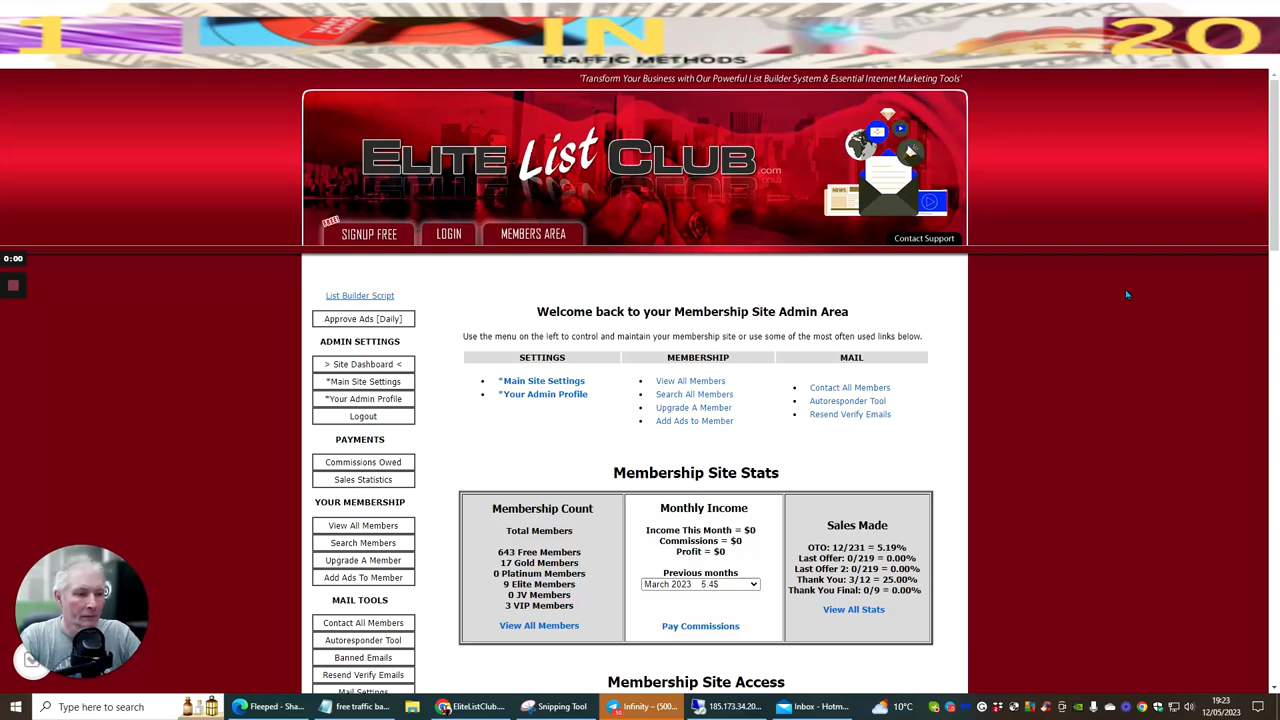 1 IN 20
TRAFFIC METHODS
'Transform Your Business with Our Powerful List Builder System & Essential Internet Marketing Tools'
ELITE List CLUB.com
NEWS
FREE!
SIGNUP FREE
LOGIN
MEMBERS AREA
Contact Support
0:00
List Builder Script
Approve Ads [Daily]
ADMIN SETTINGS
> Site Dashboard <
*Main Site Settings
*Your Admin Profile
Logout
PAYMENTS
Commissions Owed
Sales Statistics
YOUR MEMBERSHIP
View All Members
Search Members
Upgrade A Member
Add Ads To Member
MAIL TOOLS
Contact All Members
Autoresponder Tool
Banned Emails
Resend Verify Emails
Mail Settings
Welcome back to your Membership Site Admin Area
Use the menu on the left to control and maintain your membership site or use some of the most often used links below.
SETTINGS
*Main Site Settings
*Your Admin Profile
MEMBERSHIP
View All Members
Search All Members
Upgrade A Member
Add Ads to Member
MAIL
Contact All Members
Autoresponder Tool
Resend Verify Emails
Membership Site Stats
Membership Count
Total Members
643 Free Members
17 Gold Members
0 Platinum Members
9 Elite Members
0 JV Members
3 VIP Members
View All Members
Monthly Income
Income This Month = $0
Commissions = $0
Profit = $0
Previous months
March 2023 5.4$
Pay Commissions
Sales Made
OTO: 12/231 = 5.19%
Last Offer: 0/219 = 0.00%
Last Offer 2: 0/219 = 0.00%
Thank You: 3/12 = 25.00%
Thank You Final: 0/9 = 0.00%
View All Stats
Membership Site Access
Type here to search
Fleeped - Sha...
free traffic ba...
EliteListClub....
Snipping Tool
Infinity – (500...
185.173.34.20...
Inbox - Hotm...
10°C
19:23
12/05/2023